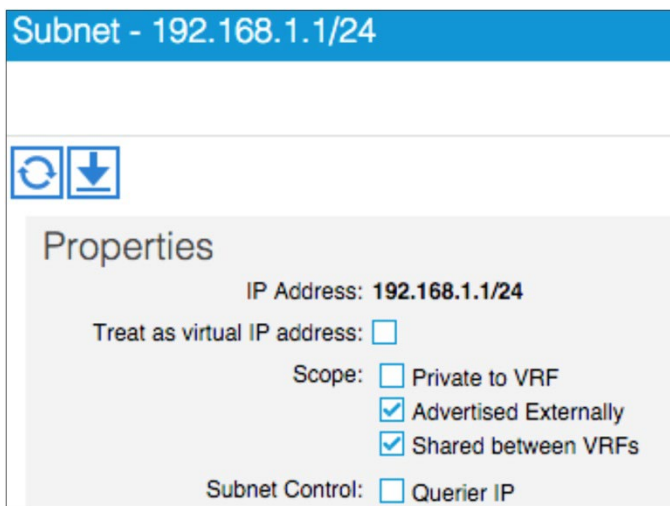 Subnet - 192.168.1.1/24
Properties
IP Address: 192.168.1.1/24
Treat as virtual IP address:
Scope: Private to VRF
Advertised Externally
Shared between VRFs
Subnet Control: Querier IP